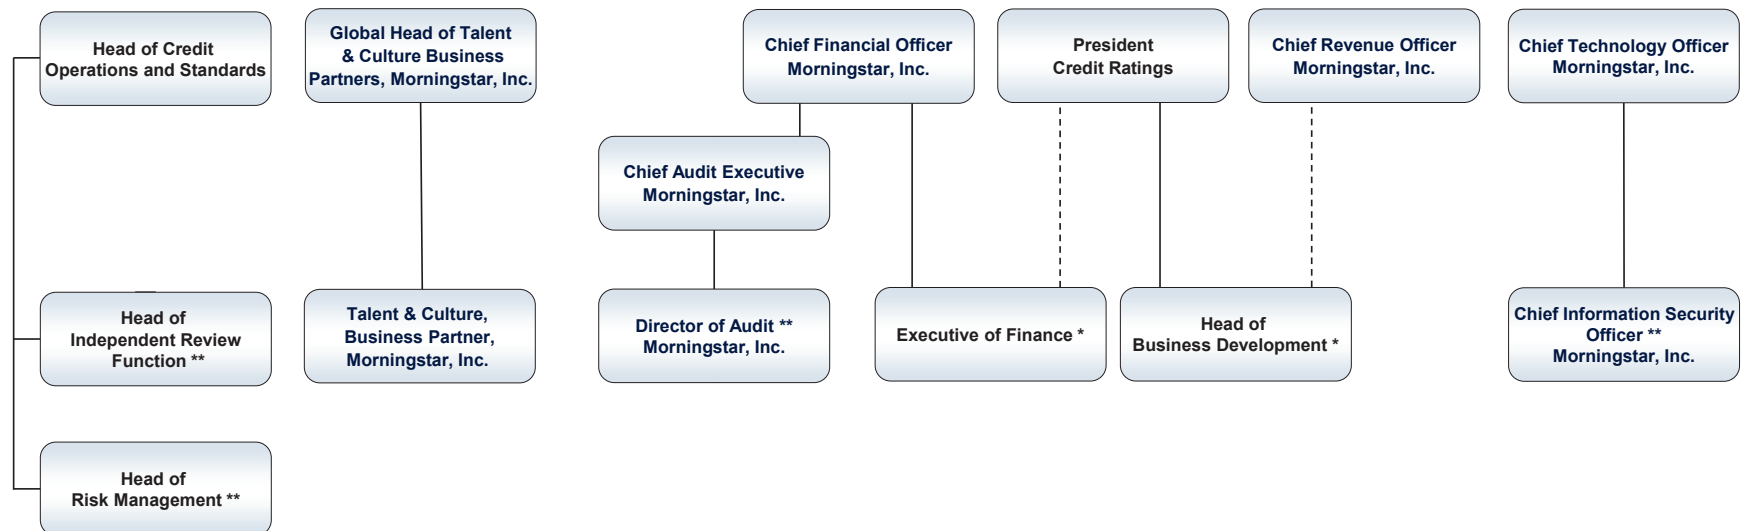 Head of Credit
Operations and Standards
Global Head of Talent
& Culture Business
Partners, Morningstar, Inc.
Chief Financial Officer
Morningstar, Inc.
President
Credit Ratings
Chief Revenue Officer
Morningstar, Inc.
Chief Technology Officer
Morningstar, Inc.
Chief Audit Executive
Morningstar, Inc.
Head of
Independent Review
Function **
Talent & Culture,
Business Partner,
Morningstar, Inc.
Director of Audit **
Morningstar, Inc.
Executive of Finance *
Head of
Business Development *
Chief Information Security
Officer **
Morningstar, Inc.
Head of
Risk Management **